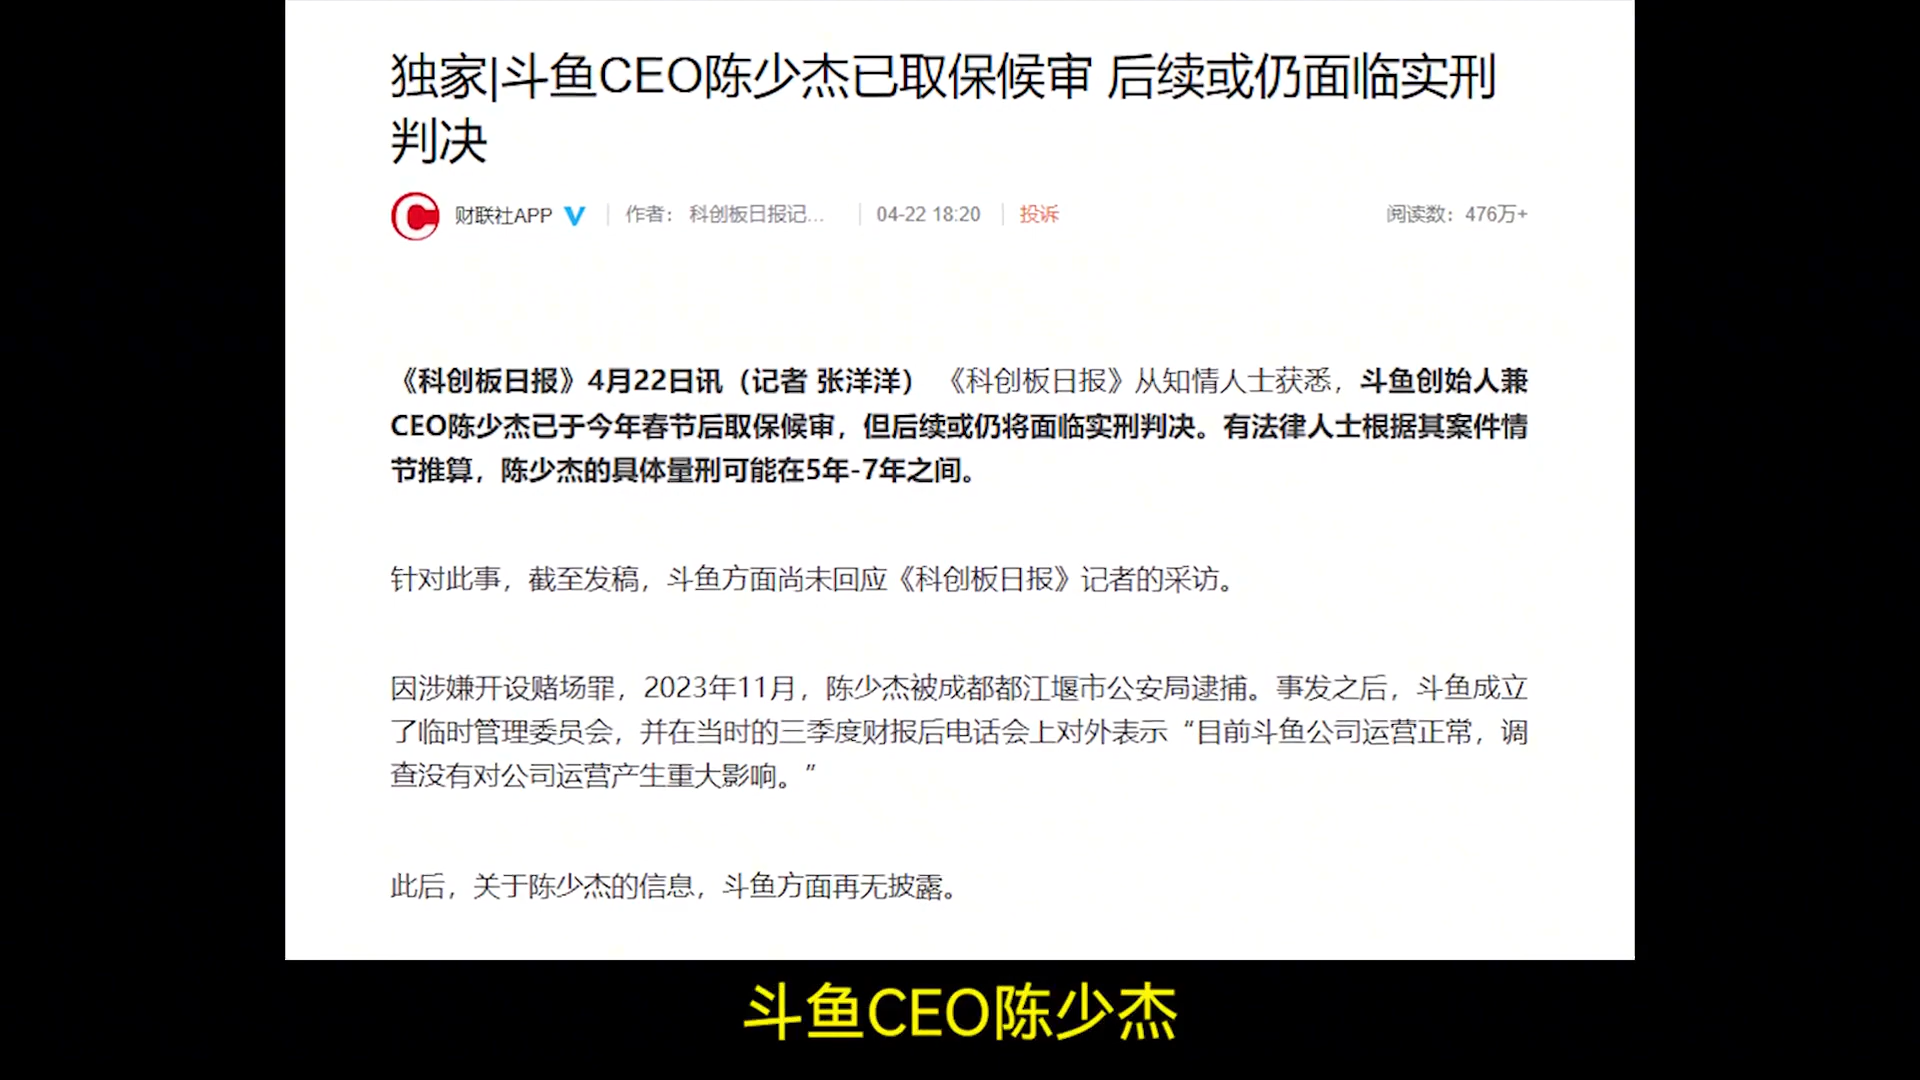 独家|斗鱼CEO陈少杰已取保候审 后续或仍面临实刑
判决
财联社APP V 作者： 科创板日报记... 04-22 18:20 投诉 阅读数：476万+
《科创板日报》4月22日讯（记者 张洋洋）《科创板日报》从知情人士获悉，斗鱼创始人兼
CEO陈少杰已于今年春节后取保候审，但后续或仍将面临实刑判决。有法律人士根据其案件情
节推算，陈少杰的具体量刑可能在5年-7年之间。
针对此事，截至发稿，斗鱼方面尚未回应《科创板日报》记者的采访。
因涉嫌开设赌场罪，2023年11月，陈少杰被成都都江堰市公安局逮捕。事发之后，斗鱼成立
了临时管理委员会，并在当时的三季度财报后电话会上对外表示“目前斗鱼公司运营正常，调
查没有对公司运营产生重大影响。”
此后，关于陈少杰的信息，斗鱼方面再无披露。
斗鱼CEO陈少杰